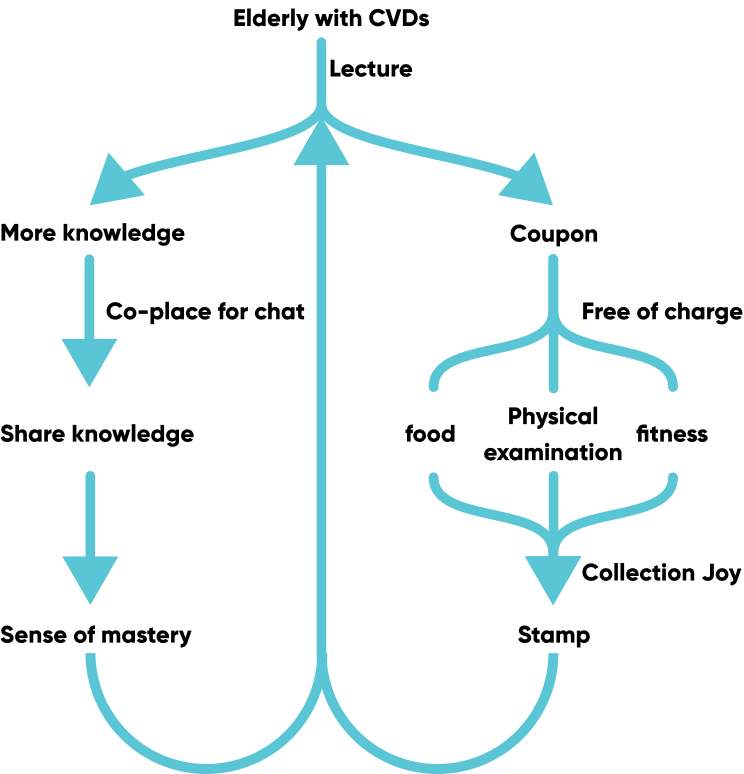 Elderly with CVDs
Lecture
More knowledge
Coupon
Co-place for chat
Free of charge
Share knowledge
food
Physical
examination
fitness
Collection Joy
Sense of mastery
Stamp